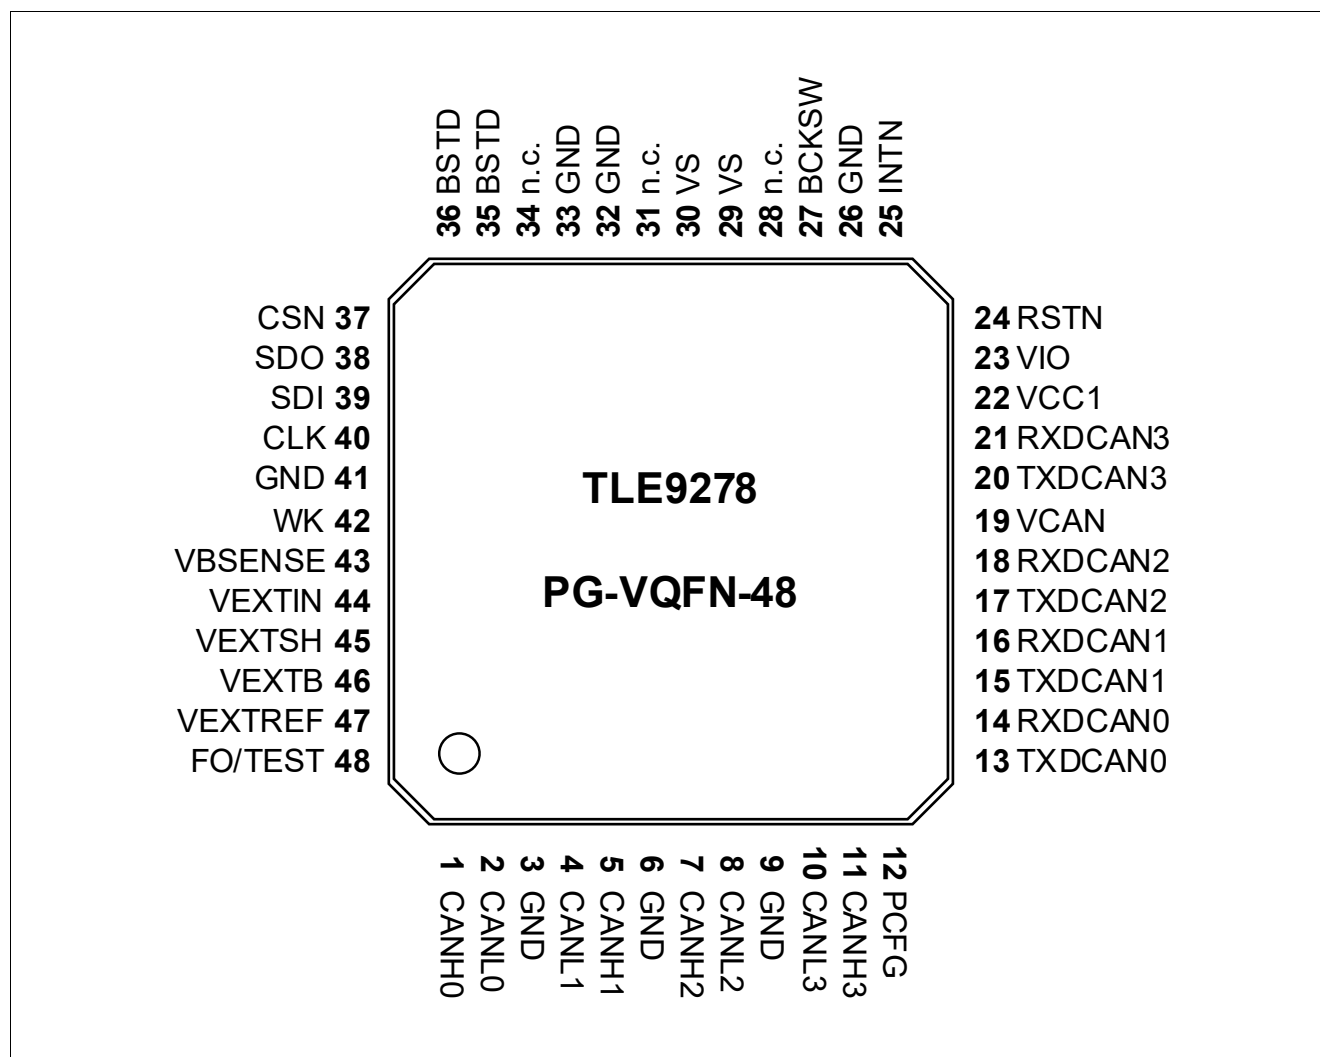 36 BSTD
35 BSTD
34 n.c.
33 GND
32 GND
31 n.c.
30 VS
29 VS
28 n.c.
27 BCKSW
26 GND
25 INTN
CSN 37
SDO 38
SDI 39
CLK 40
GND 41
WK 42
VBSENSE 43
VEXTIN 44
VEXTSH 45
VEXTB 46
VEXTREF 47
FO/TEST 48
TLE9278
PG-VQFN-48
24 RSTN
23 VIO
22 VCC1
21 RXDCAN3
20 TXDCAN3
19 VCAN
18 RXDCAN2
17 TXDCAN2
16 RXDCAN1
15 TXDCAN1
14 RXDCAN0
13 TXDCAN0
1 CANH0
2 CANL0
3 GND
4 CANL1
5 CANH1
6 GND
7 CANH2
8 CANL2
9 GND
10 CANL3
11 CANH3
12 PCFG